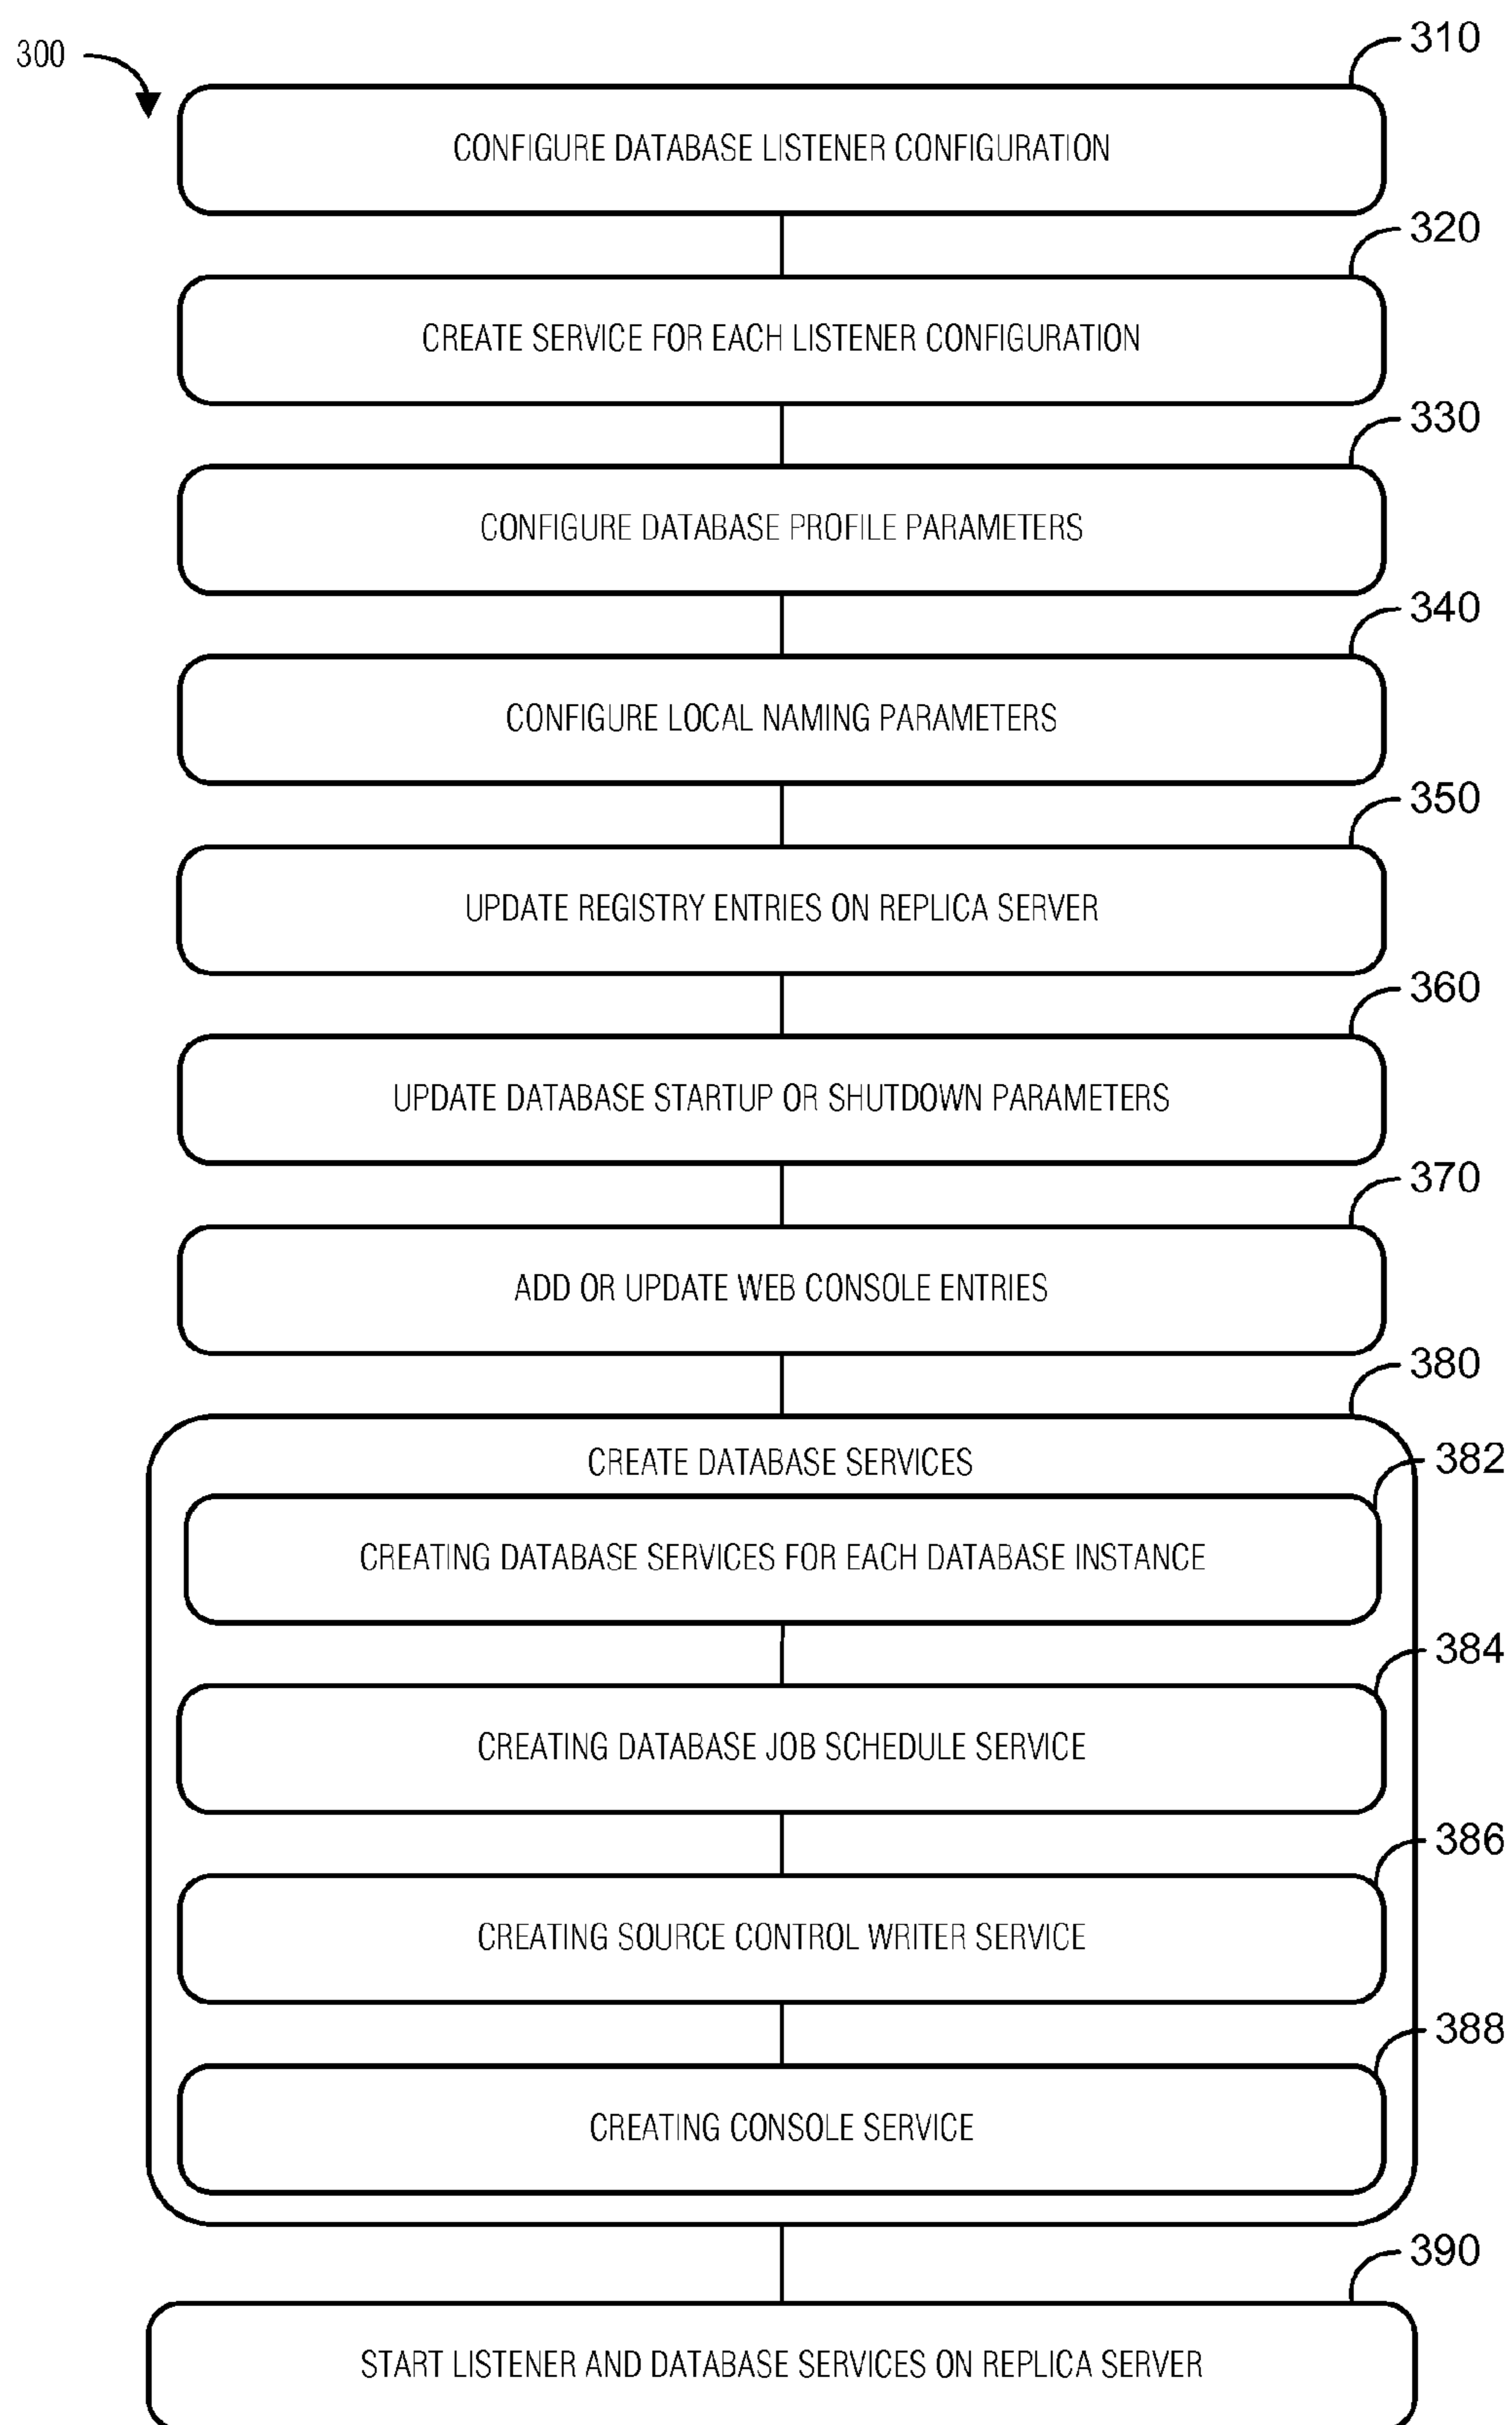 300
310
CONFIGURE DATABASE LISTENER CONFIGURATION
320
CREATE SERVICE FOR EACH LISTENER CONFIGURATION
330
CONFIGURE DATABASE PROFILE PARAMETERS
340
CONFIGURE LOCAL NAMING PARAMETERS
350
UPDATE REGISTRY ENTRIES ON REPLICA SERVER
360
UPDATE DATABASE STARTUP OR SHUTDOWN PARAMETERS
370
ADD OR UPDATE WEB CONSOLE ENTRIES
380
CREATE DATABASE SERVICES
382
CREATING DATABASE SERVICES FOR EACH DATABASE INSTANCE
384
CREATING DATABASE JOB SCHEDULE SERVICE
386
CREATING SOURCE CONTROL WRITER SERVICE
388
CREATING CONSOLE SERVICE
390
START LISTENER AND DATABASE SERVICES ON REPLICA SERVER